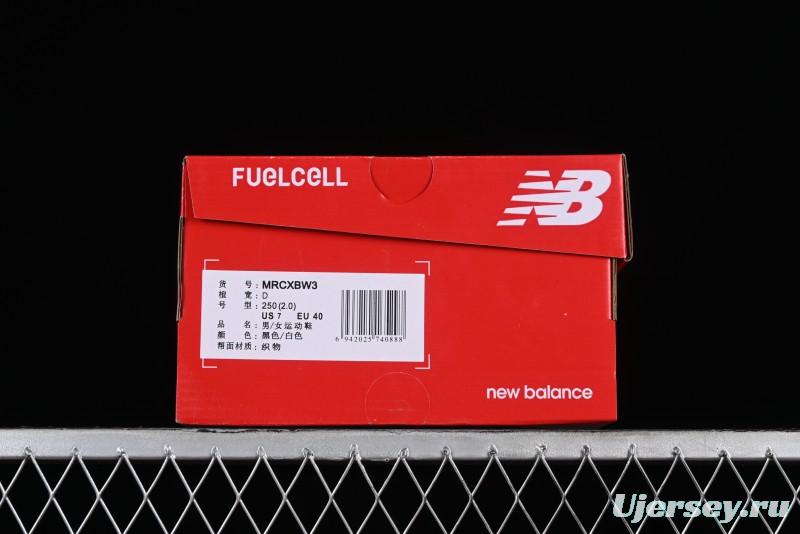 FUELCELL
NB
货 号: MRCXBW3
楦 宽: D
号 型: 250(2.0)
US 7 EU 40
品 名: 男/女运动鞋
颜 色: 黑色/白色
帮面材质: 织物
6 942025 740888
new balance
Ujersey.ru